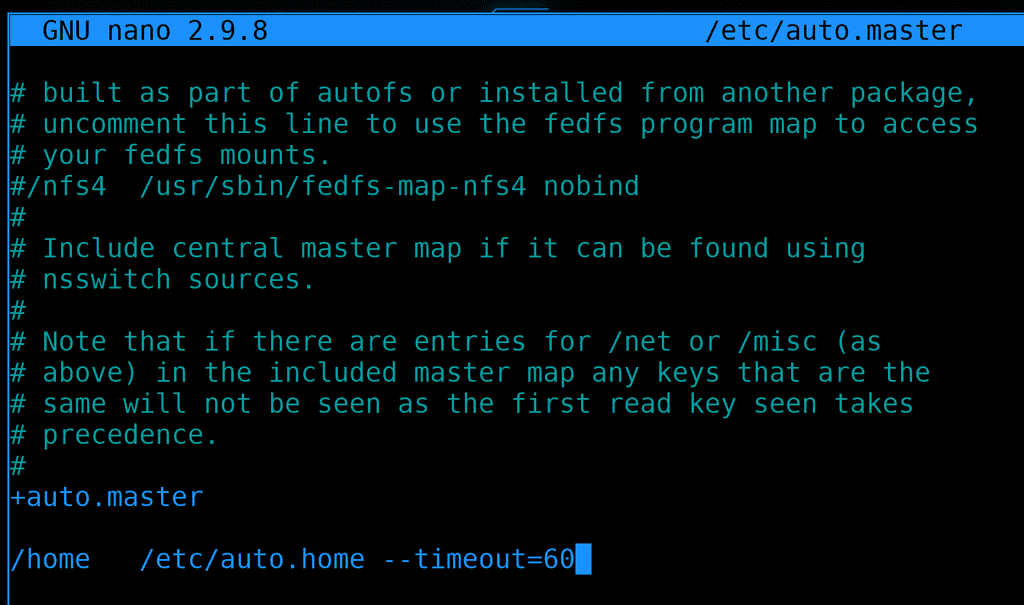 GNU nano 2.9.8 /etc/auto.master
# built as part of autofs or installed from another package,
# uncomment this line to use the fedfs program map to access
# your fedfs mounts.
#/nfs4  /usr/sbin/fedfs-map-nfs4 nobind
#
# Include central master map if it can be found using
# nsswitch sources.
#
# Note that if there are entries for /net or /misc (as
# above) in the included master map any keys that are the
# same will not be seen as the first read key seen takes
# precedence.
#
+auto.master
/home   /etc/auto.home --timeout=60